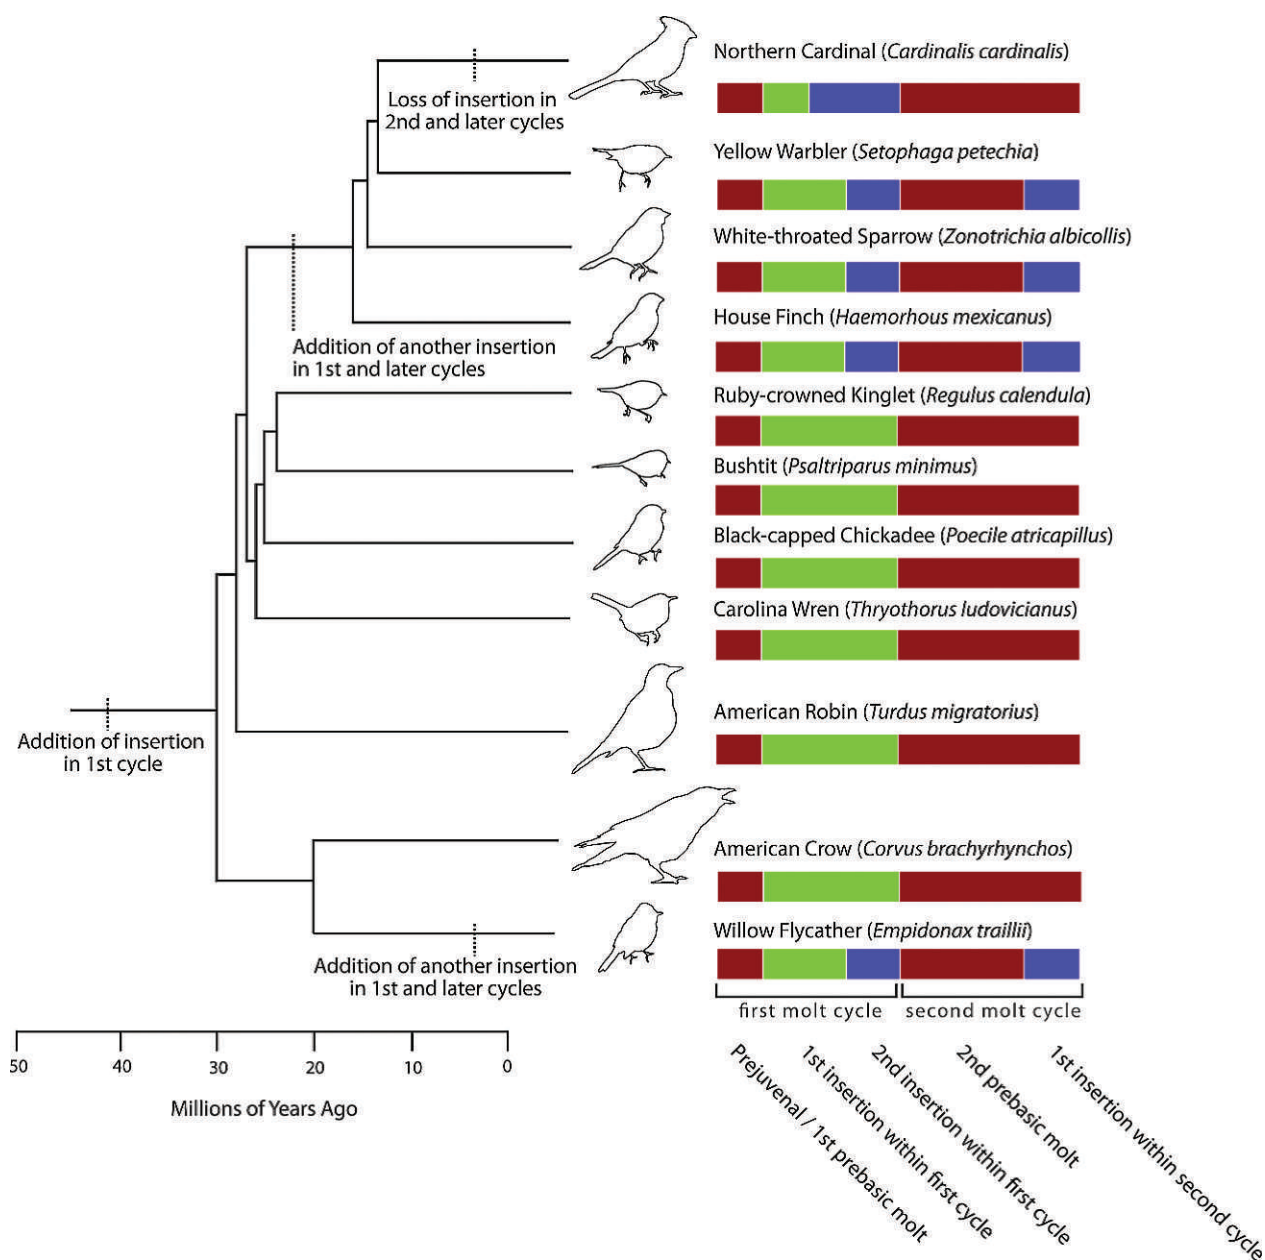 Northern Cardinal (Cardinalis cardinalis)
Loss of insertion in
2nd and later cycles
Yellow Warbler (Setophaga petechia)
White-throated Sparrow (Zonotrichia albicollis)
House Finch (Haemorhous mexicanus)
Addition of another insertion
in 1st and later cycles
Ruby-crowned Kinglet (Regulus calendula)
Bushtit (Psaltriparus minimus)
Black-capped Chickadee (Poecile atricapillus)
Carolina Wren (Thryothorus ludovicianus)
American Robin (Turdus migratorius)
Addition of insertion
in 1st cycle
American Crow (Corvus brachyrhynchos)
Willow Flycather (Empidonax traillii)
Addition of another insertion
in 1st and later cycles
first molt cycle
second molt cycle
50 40 30 20 10 0
Millions of Years Ago
Prejuvenal / 1st prebasic molt
1st insertion within first cycle
2nd insertion within first cycle
2nd prebasic molt
1st insertion within second cycle